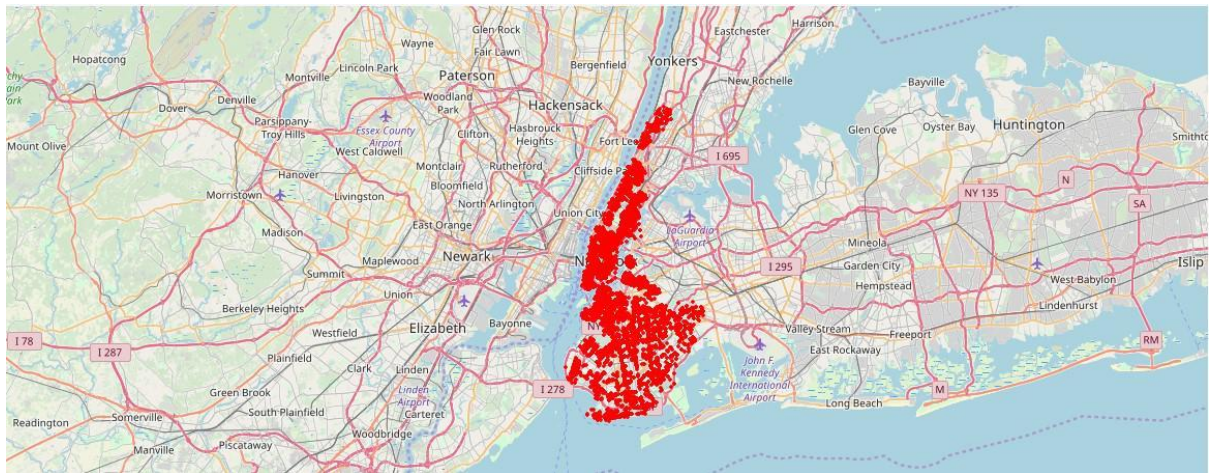 Hopatcong
Glen Rock
Wayne
Fair Lawn
Eastchester
Harrison
Lincoln Park
Bergenfield
Yonkers
Montville
Paterson
New Rochelle
Bayville
Dover
Denville
Woodland
Park
Hackensack
Parsippany-
Troy Hills
Essex County
Airport
Clifton
Hasbrouck
Heights
Glen Cove
Oyster Bay
Huntington
Mount Olive
West Caldwell
Fort Lee
I 695
Hanover
Montclair
Rutherford
Cliffside
Morristown
Livingston
Bloomfield
North Arlington
Union City
NY 135
N
SA
Madison
East Orange
LaGuardia
Airport
Maplewood
Newark
I 295
Mineola
Garden City
West Babylon
Islip
Summit
Union
Hempstead
Lindenhurst
Berkeley Heights
Elizabeth
Bayonne
NY
Valley Stream
Freeport
I 78
I 287
Westfield
East Rockaway
RM
Plainfield
Clark
Linden
I 278
John F.
Kennedy
International
Airport
M
Green Brook
Linden
Airport
Long Beach
Readington
Somerville
South Plainfield
Carteret
Manville
Piscataway
Woodbridge